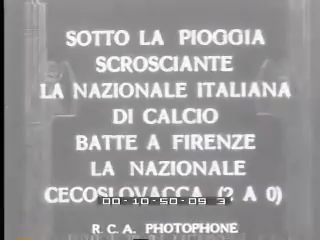 SOTTO LA PIOGGIA
SCROSCIANTE
LA NAZIONALE ITALIANA
DI CALCIO
BATTE A FIRENZE
LA NAZIONALE
CECOSLOVACCA (2 A 0)
00-10-50-09 3
R. C. A. PHOTOPHONE